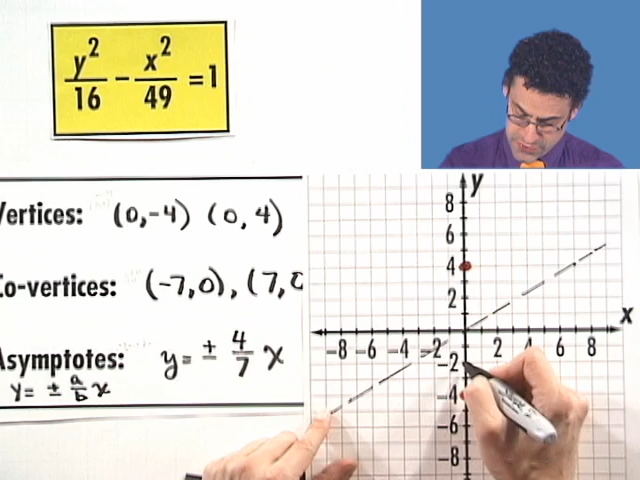 y²/16 − x²/49 = 1
Vertices: (0,-4) (0, 4)
Co-vertices: (-7,0), (7,0
Asymptotes: y = ± 4/7 x
y = ± a/b x
y
8
6
4
2
x
-8 -6 -4 -2 2 4 6 8
-2
-4
-6
-8